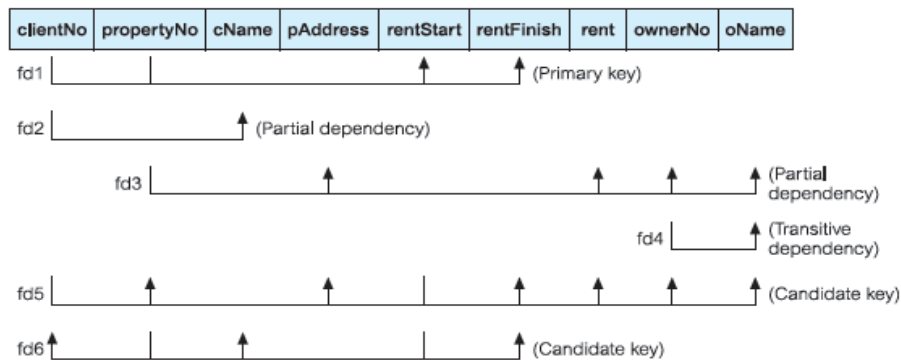 clientNo propertyNo cName pAddress rentStart rentFinish rent ownerNo oName
fd1 (Primary key)
fd2 (Partial dependency)
fd3 (Partial
dependency)
fd4 (Transitive
dependency)
fd5 (Candidate key)
fd6 (Candidate key)